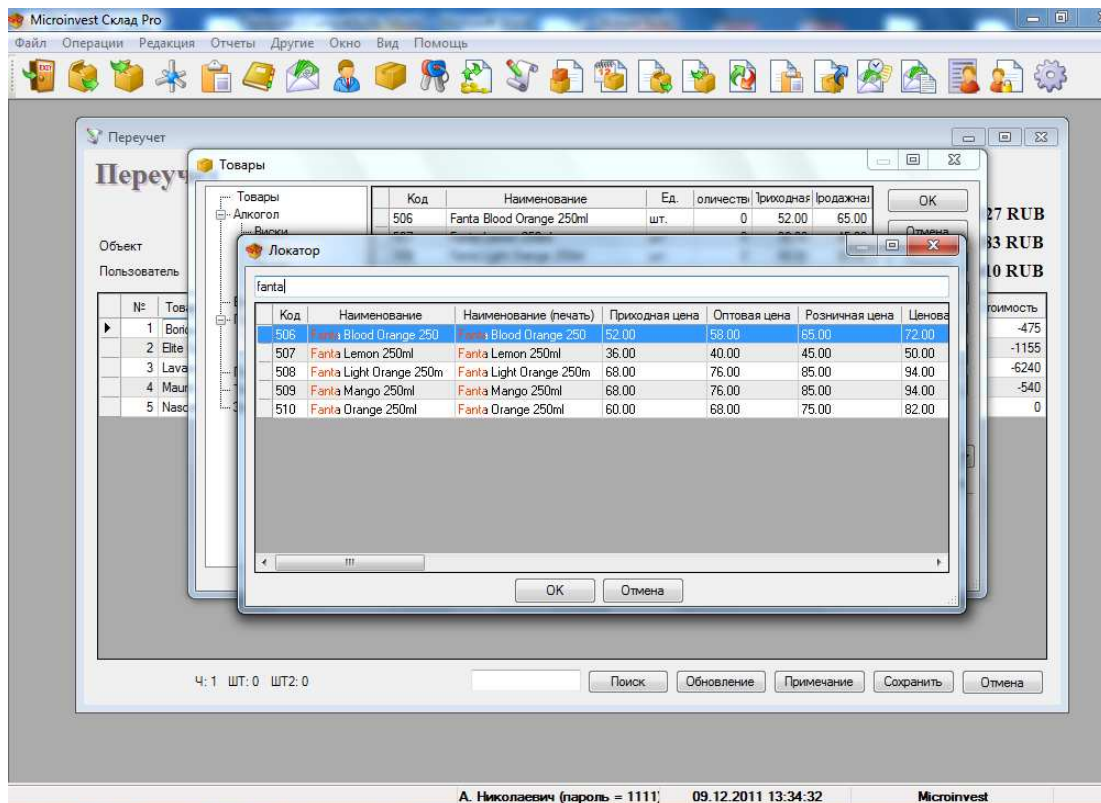 Microinvest Склад Pro
Файл Операции Редакция Отчеты Другие Окно Вид Помощь
Переучет
Товары
Товары
Алкоголь
Код Наименование Ед. Приходная
506 Fanta Blood Orange 250ml шт. 0 52.00 65.00
OK
27 RUB
Объект
83 RUB
Пользователь
10 RUB
Локатор
fanta
№
Код Наименование Наименование (печать) Приходная цена Оптовая цена Розничная цена Ценова
506 Fanta Blood Orange 250 Fanta Blood Orange 250 52.00 58.00 65.00 72.00
507 Fanta Lemon 250ml Fanta Lemon 250ml 36.00 40.00 45.00 50.00
508 Fanta Light Orange 250m Fanta Light Orange 250m 68.00 76.00 85.00 94.00
509 Fanta Mango 250ml Fanta Mango 250ml 68.00 76.00 85.00 94.00
510 Fanta Orange 250ml Fanta Orange 250ml 60.00 68.00 75.00 82.00
1 -475
2 Elite -1155
3 Lava -6240
4 Maur -540
5 Nasc 0
OK Отмена
Ч: 1 ШТ: 0 ШТ2: 0 Поиск Обновление Примечание Сохранить Отмена
А. Николаевич (пароль = 1111) 09.12.2011 13:34:32 Microinvest